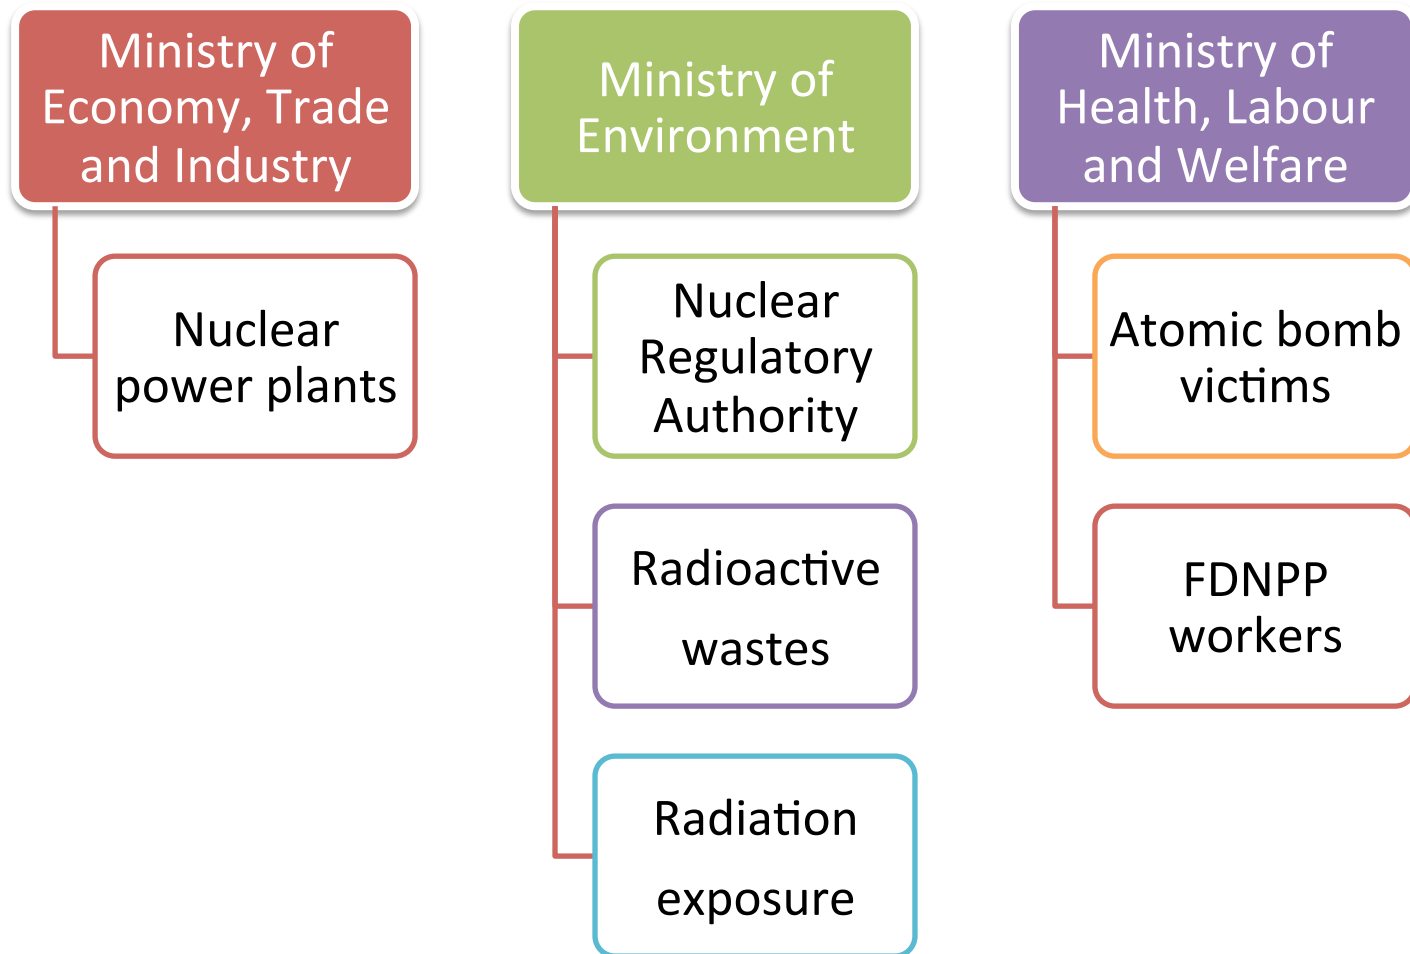 Ministry of
Economy, Trade
and Industry
Nuclear
power plants
Ministry of
Environment
Nuclear
Regulatory
Authority
Radioactive
wastes
Radiation
exposure
Ministry of
Health, Labour
and Welfare
Atomic bomb
victims
FDNPP
workers